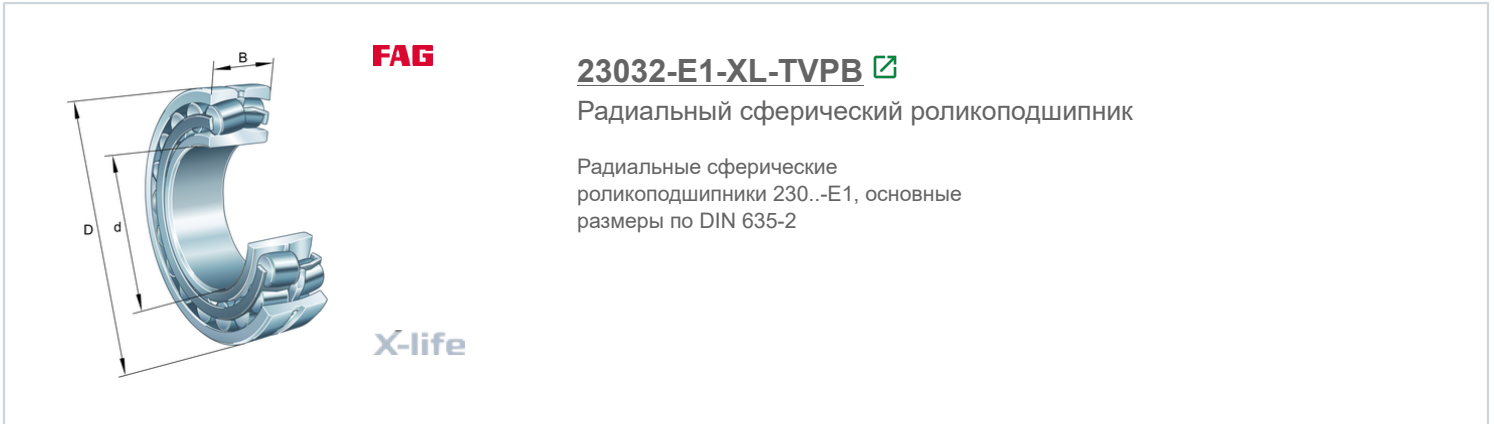 B
D
d
FAG
X-life
23032-E1-XL-TVPB
Радиальный сферический роликоподшипник
Радиальные сферические
роликоподшипники 230..-E1, основные
размеры по DIN 635-2